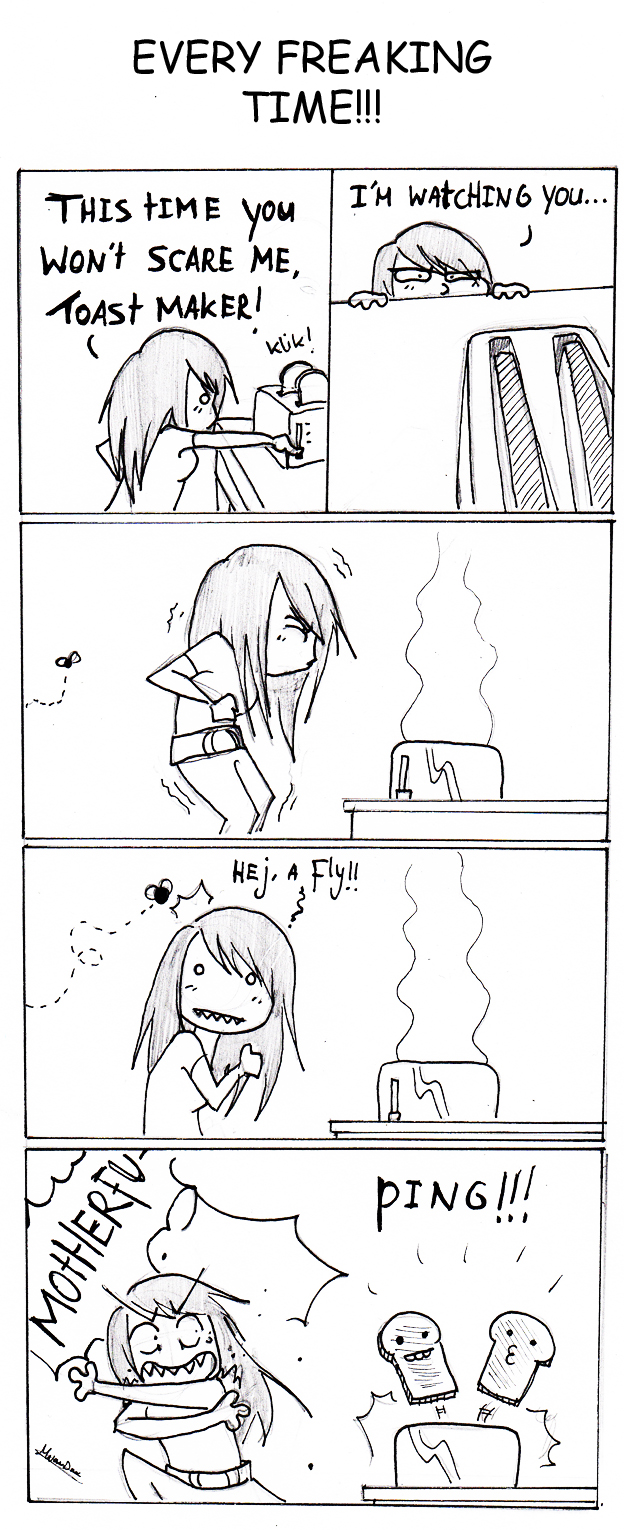 EVERY FREAKING
TIME!!!
THIS tIME you
WON't SCARE ME,
TOAST MAKER!
KLIK!
I'M WAtCHING you...
HEj, A Fly!!
MOtHERFU-
PING!!!